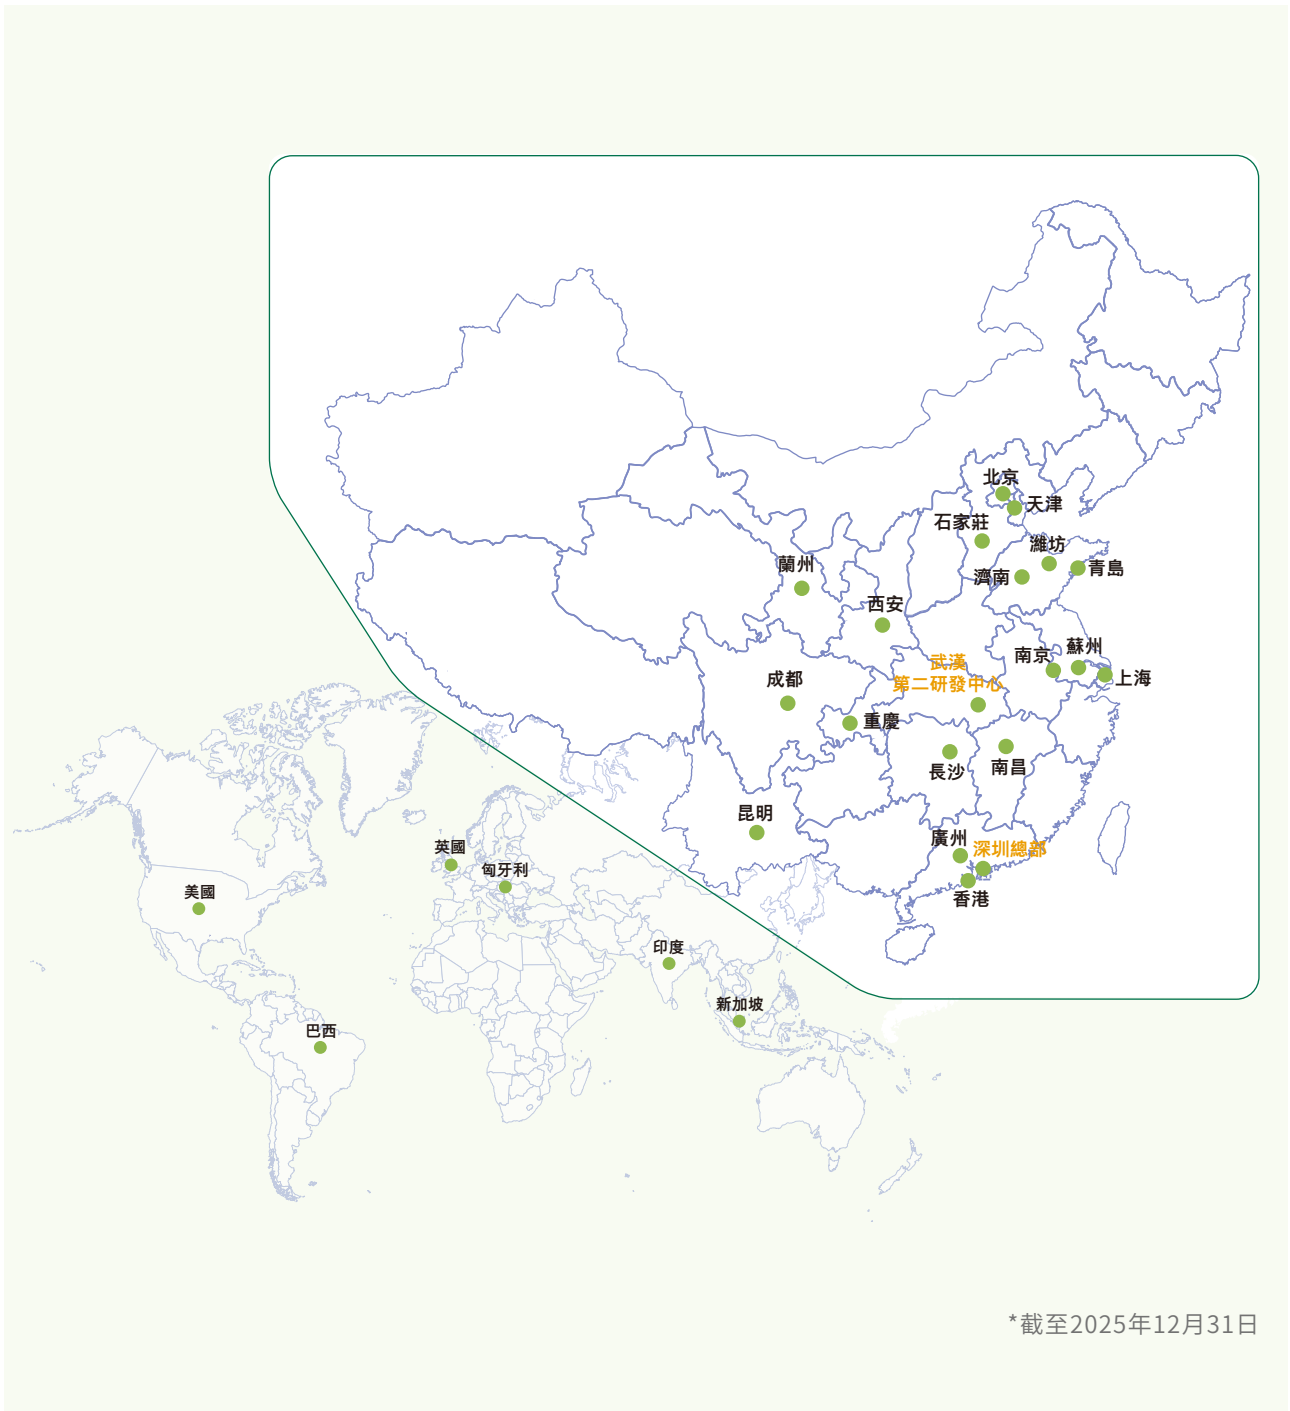 北京
天津
石家莊
濰坊
蘭州
濟南
青島
西安
蘇州
南京
武漢
第二研發中心
成都
上海
重慶
長沙
南昌
昆明
廣州
深圳總部
香港
英國
匈牙利
美國
印度
新加坡
巴西
*截至2025年12月31日